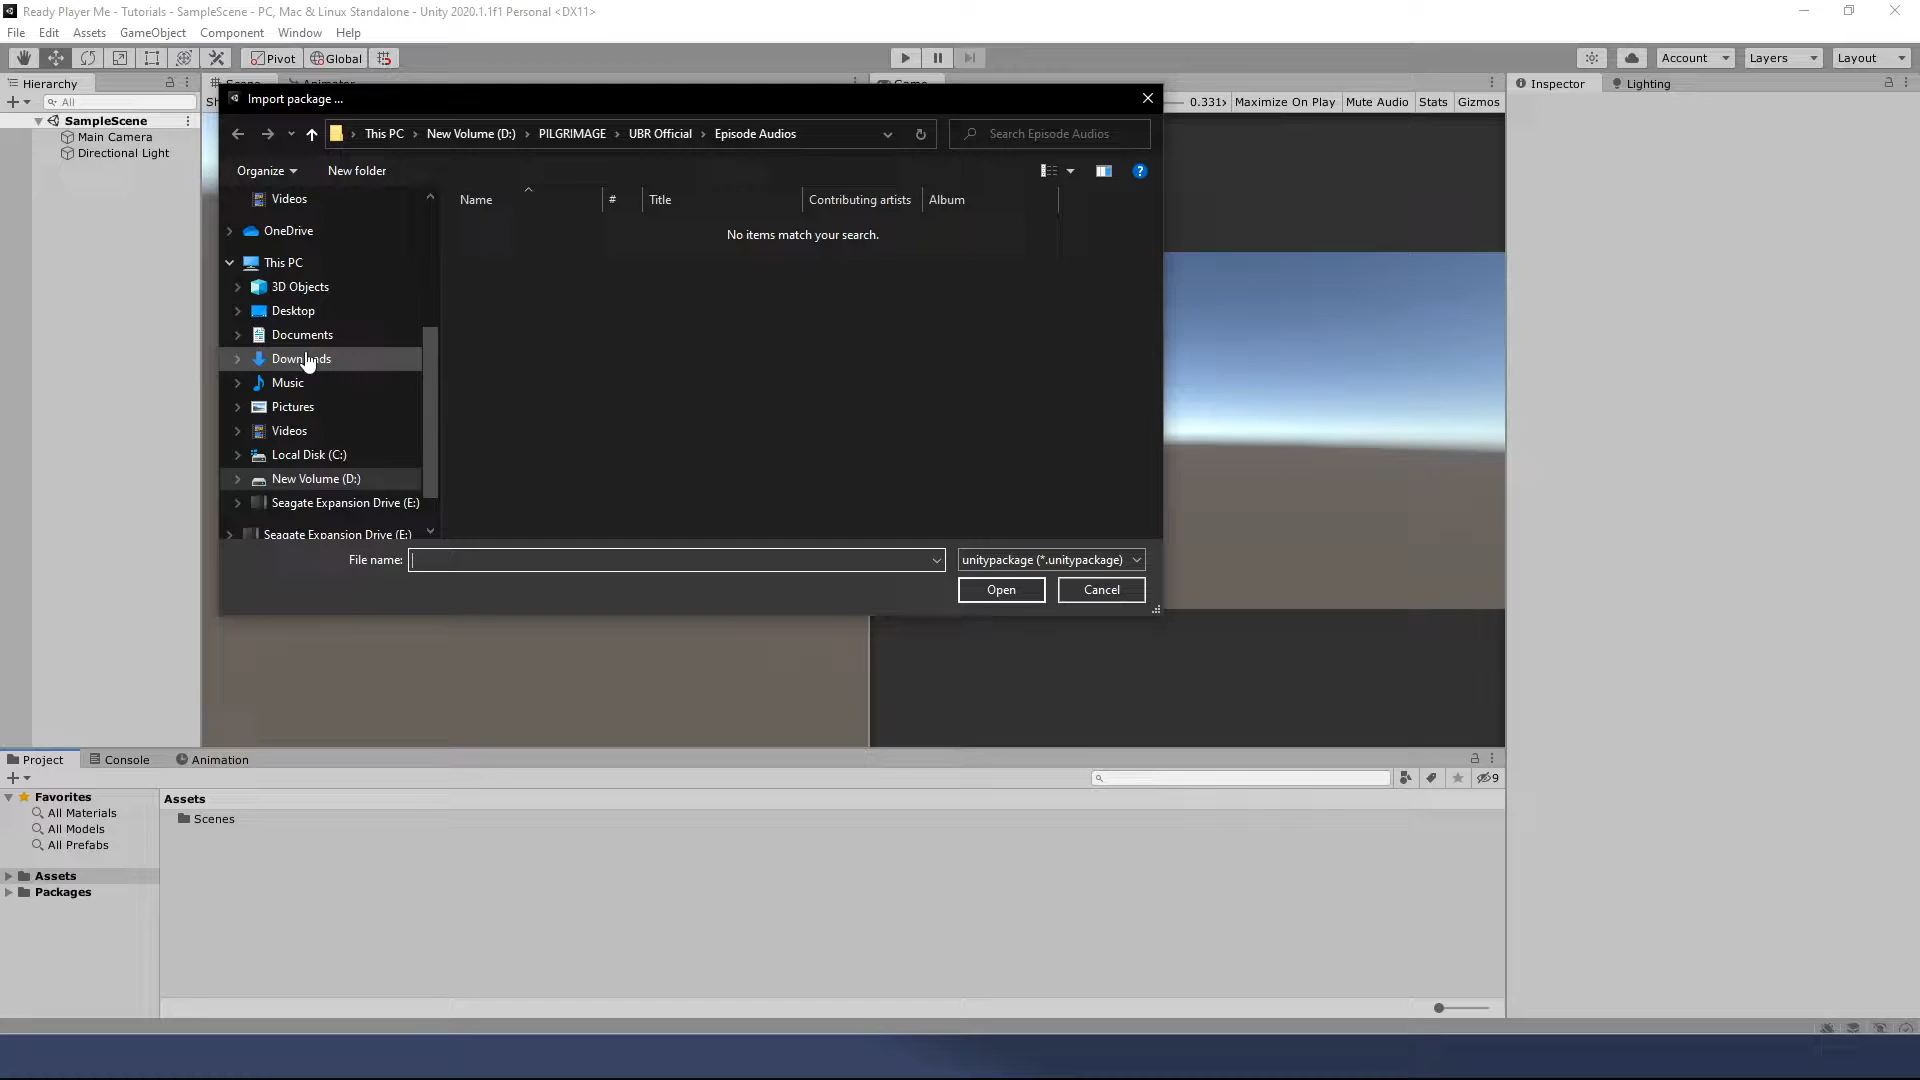 Ready Player Me - Tutorials - SampleScene - PC, Mac & Linux Standalone - Unity 2020.1.1f1 Personal <DX11>
File Edit Assets GameObject Component Window Help
Pivot Global Account Layers Layout
Hierarchy Inspector Lighting
All
0.331x Maximize On Play Mute Audio Stats Gizmos
SampleScene
Main Camera
Directional Light
Import package ...
This PC > New Volume (D:) > PILGRIMAGE > UBR Official > Episode Audios
Search Episode Audios
Organize New folder
Name # Title Contributing artists Album
No items match your search.
Videos
OneDrive
This PC
3D Objects
Desktop
Documents
Downloads
Music
Pictures
Videos
Local Disk (C:)
New Volume (D:)
Seagate Expansion Drive (E:)
Seagate Expansion Drive (E:)
File name: unitypackage (*.unitypackage)
Open Cancel
Project Console Animation
9
Favorites
All Materials
All Models
All Prefabs
Assets
Packages
Assets
Scenes